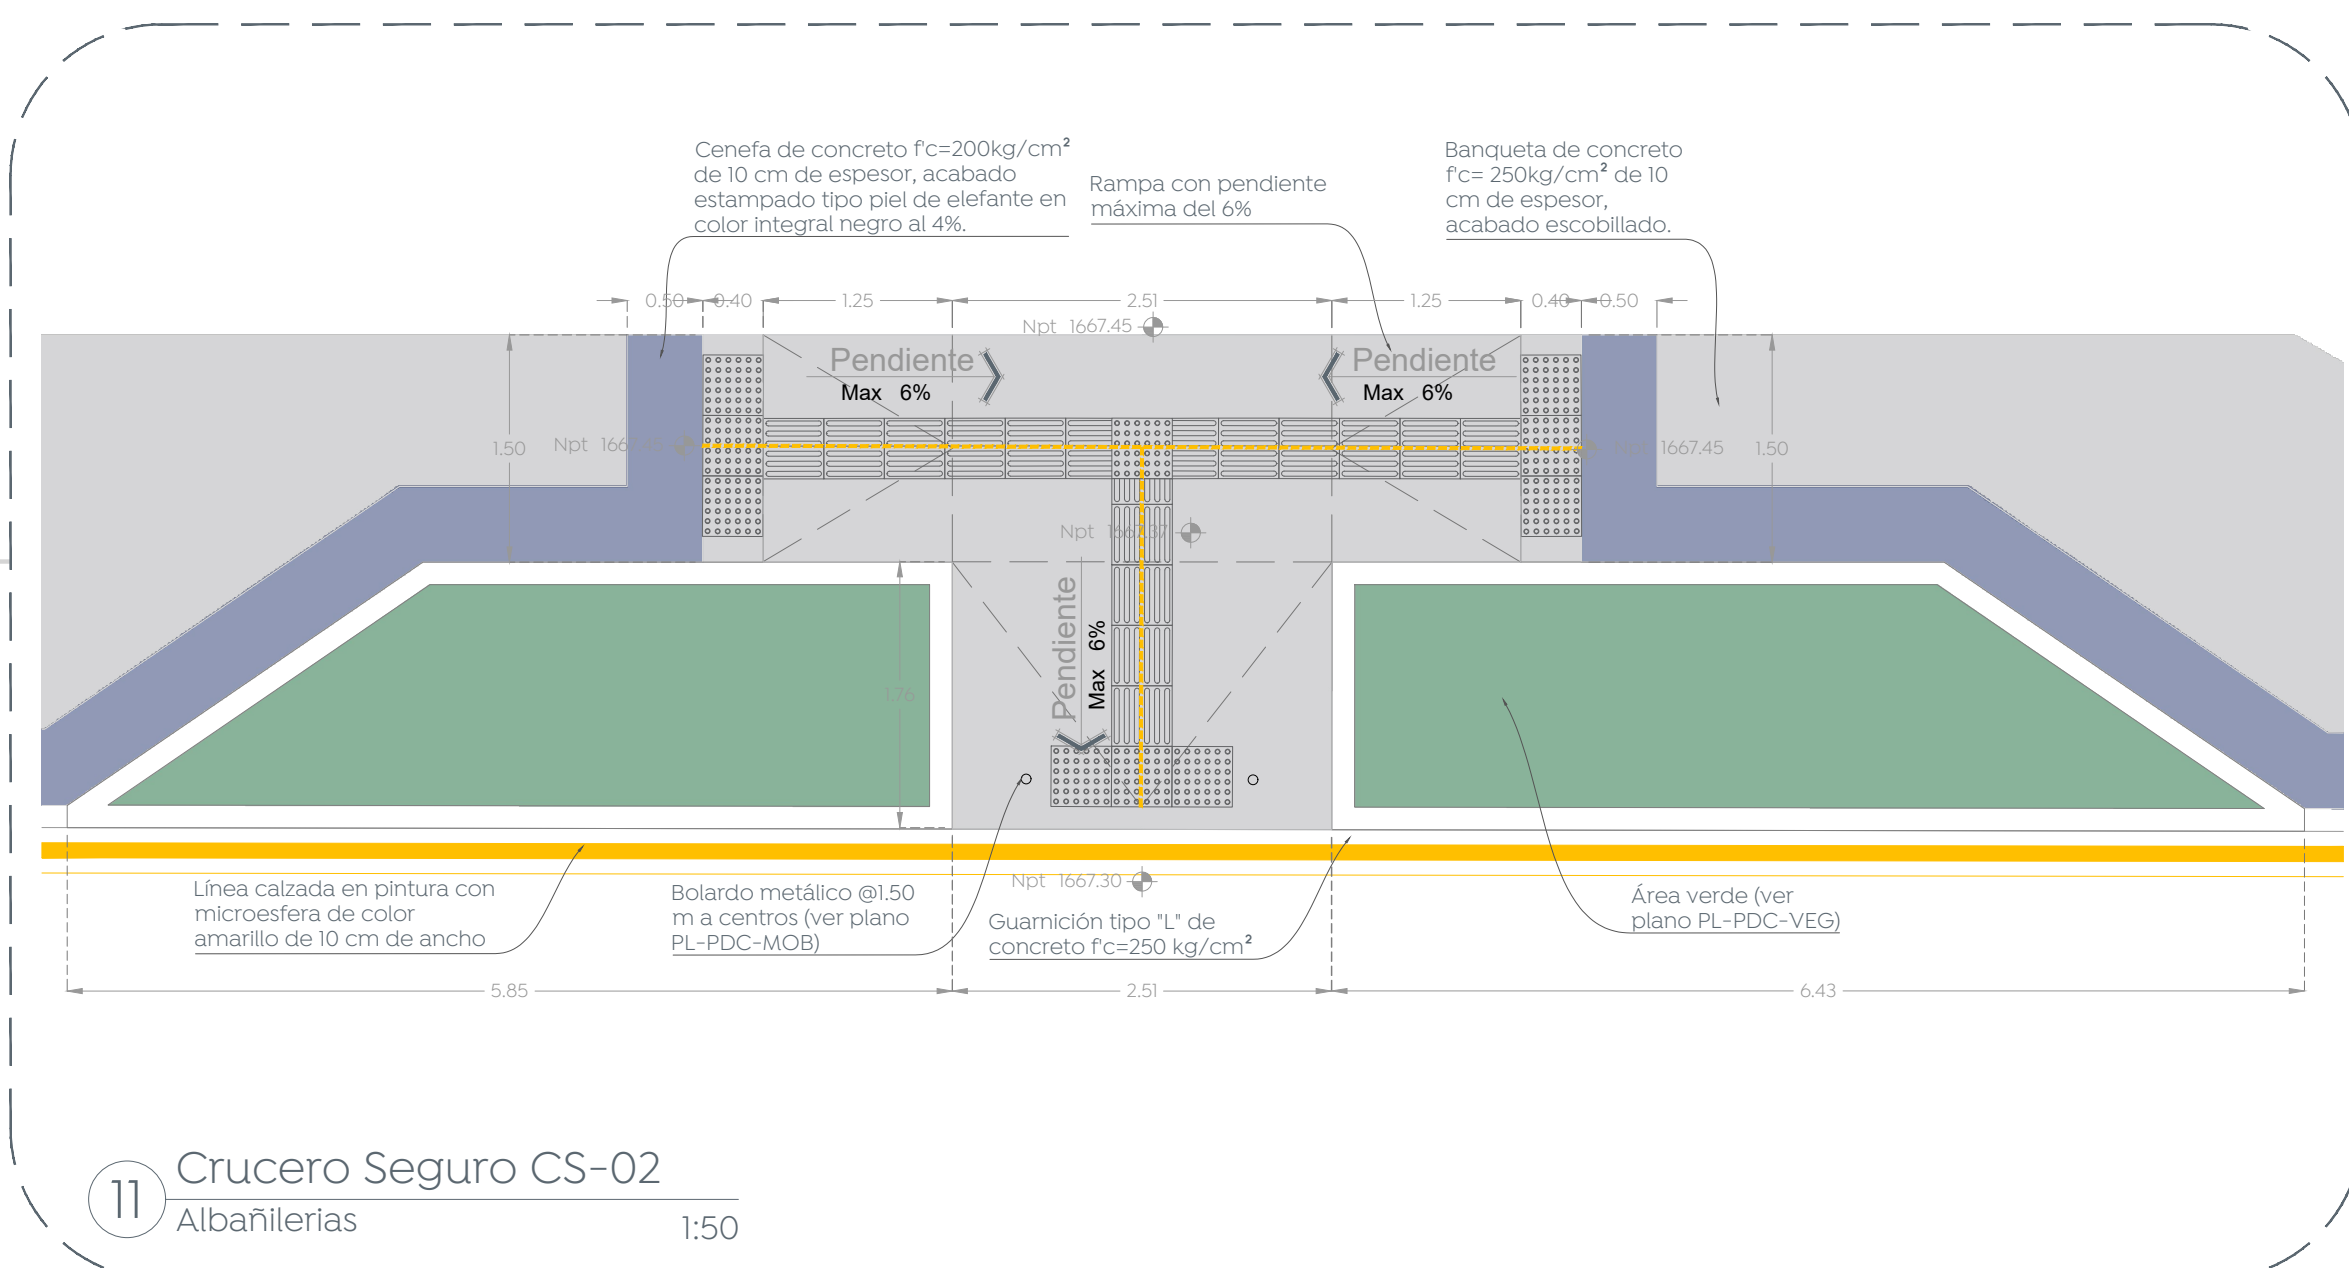 Cenefa de concreto f'c=200kg/cm²
de 10 cm de espesor, acabado
estampado tipo piel de elefante en
color integral negro al 4%.
Rampa con pendiente
máxima del 6%
Banqueta de concreto
f'c= 250kg/cm² de 10
cm de espesor,
acabado escobillado.
0.50 0.40 1.25 2.51 1.25 0.40 0.50
Npt 1667.45
Pendiente
Max 6%
Pendiente
Max 6%
1.50
Npt
Npt 1667.45
1.50
Npt 1667.37
Pendiente
Max 6%
1.76
Línea calzada en pintura con
microesfera de color
amarillo de 10 cm de ancho
Bolardo metálico @1.50
m a centros (ver plano
PL-PDC-MOB)
Npt 1667.30
Guarnición tipo "L" de
concreto f'c=250 kg/cm²
Área verde (ver
plano PL-PDC-VEG)
5.85 2.51 6.43
11
Crucero Seguro CS-02
Albañilerias
1:50